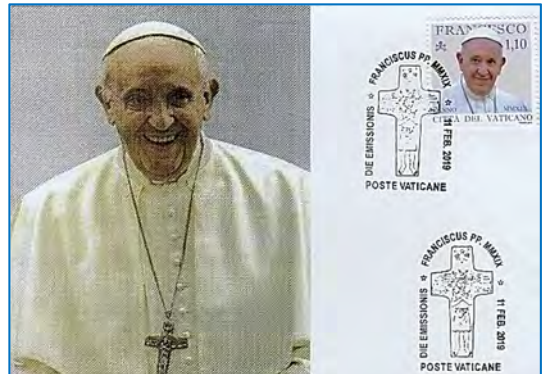 FRANCESCO
1,10
ANNO MMXIX
CITTÀ DEL VATICANO
DIE EMISSIONIS * FRANCISCUS PP. MMXIX * 11 FEB. 2019
POSTE VATICANE
DIE EMISSIONIS * FRANCISCUS PP. MMXIX * 11 FEB. 2019
POSTE VATICANE